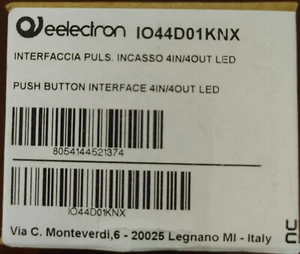 eelectron IO44D01KNX
INTERFACCIA PULS. INCASSO 4IN/4OUT LED
PUSH BUTTON INTERFACE 4IN/4OUT LED
8054144521374
IO44D01KNX
Via C. Monteverdi,6 - 20025 Legnano MI - Italy